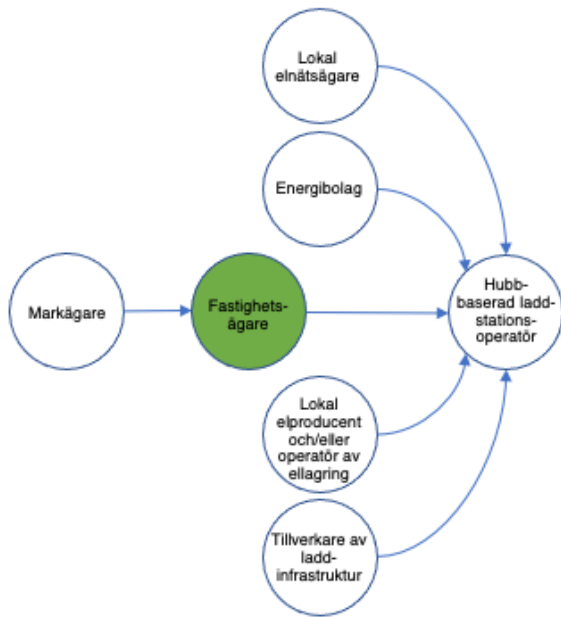 Lokal
elnätsägare
Energibolag
Markägare
Fastighets-
ägare
Hubb-
baserad ladd-
stations-
operatör
Lokal
elproducent
och/eller
operatör av
ellagring
Tillverkare av
ladd-
infrastruktur